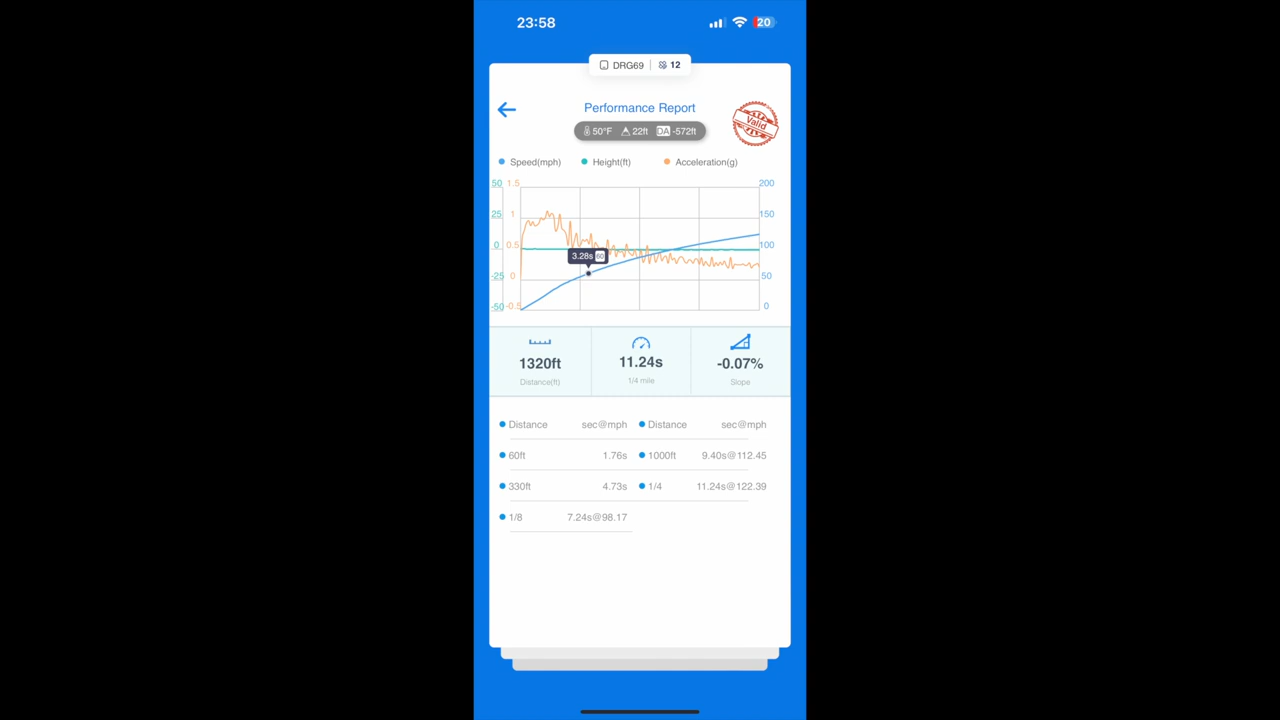 23:58 20
DRG69 | 12
Performance Report
50°F 22ft DA -572ft
Valid
Speed(mph) Height(ft) Acceleration(g)
50 1.5 200
25 1 150
0 0.5 100
3.28s 60
-25 0 50
-50 -0.5 0
1320ft 11.24s -0.07%
Distance(ft) 1/4 mile Slope
Distance sec@mph Distance sec@mph
60ft 1.76s 1000ft 9.40s@112.45
330ft 4.73s 1/4 11.24s@122.39
1/8 7.24s@98.17